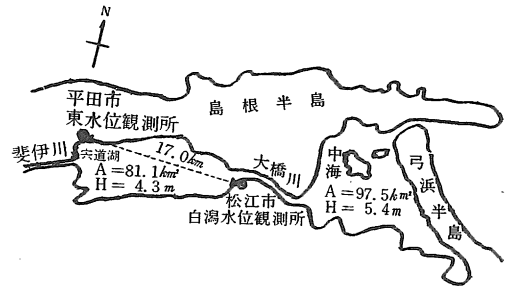 N
島根半島
平田市
東水位観測所
斐伊川
宍道湖
A=81.1km²
H=4.3m
17.0km
大橋川
松江市
白潟水位観測所
中海
A=97.5km²
H=5.4m
弓浜半島